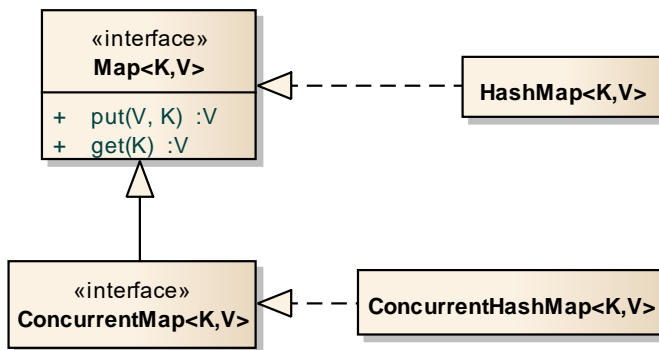 «interface»
Map<K,V>
+ put(V, K) :V
+ get(K) :V
HashMap<K,V>
«interface»
ConcurrentMap<K,V>
ConcurrentHashMap<K,V>